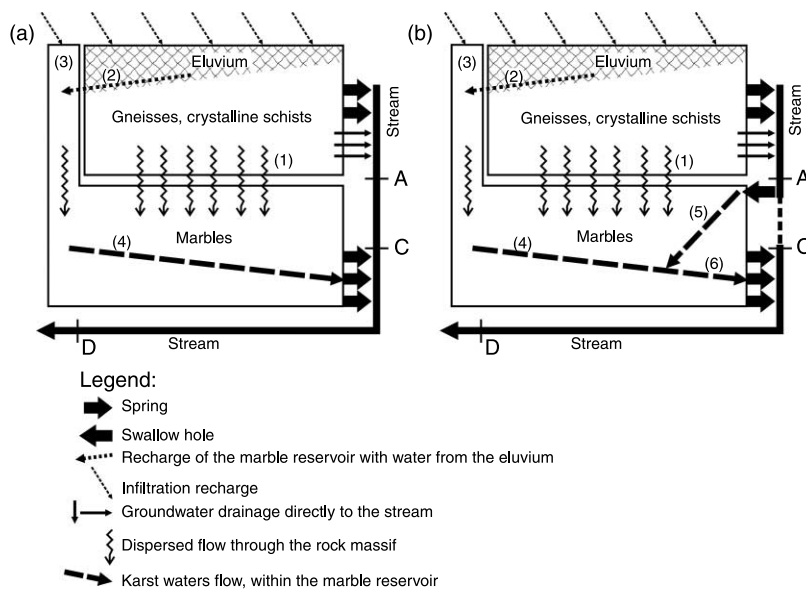 (a)
(3)
Eluvium
(2)
Gneisses, crystalline schists
(1)
Stream
A
Marbles
(4)
C
Stream
D
(b)
(3)
Eluvium
(2)
Gneisses, crystalline schists
(1)
Stream
A
(5)
Marbles
(4)
(6)
C
Stream
D
Legend:
Spring
Swallow hole
Recharge of the marble reservoir with water from the eluvium
Infiltration recharge
Groundwater drainage directly to the stream
Dispersed flow through the rock massif
Karst waters flow, within the marble reservoir